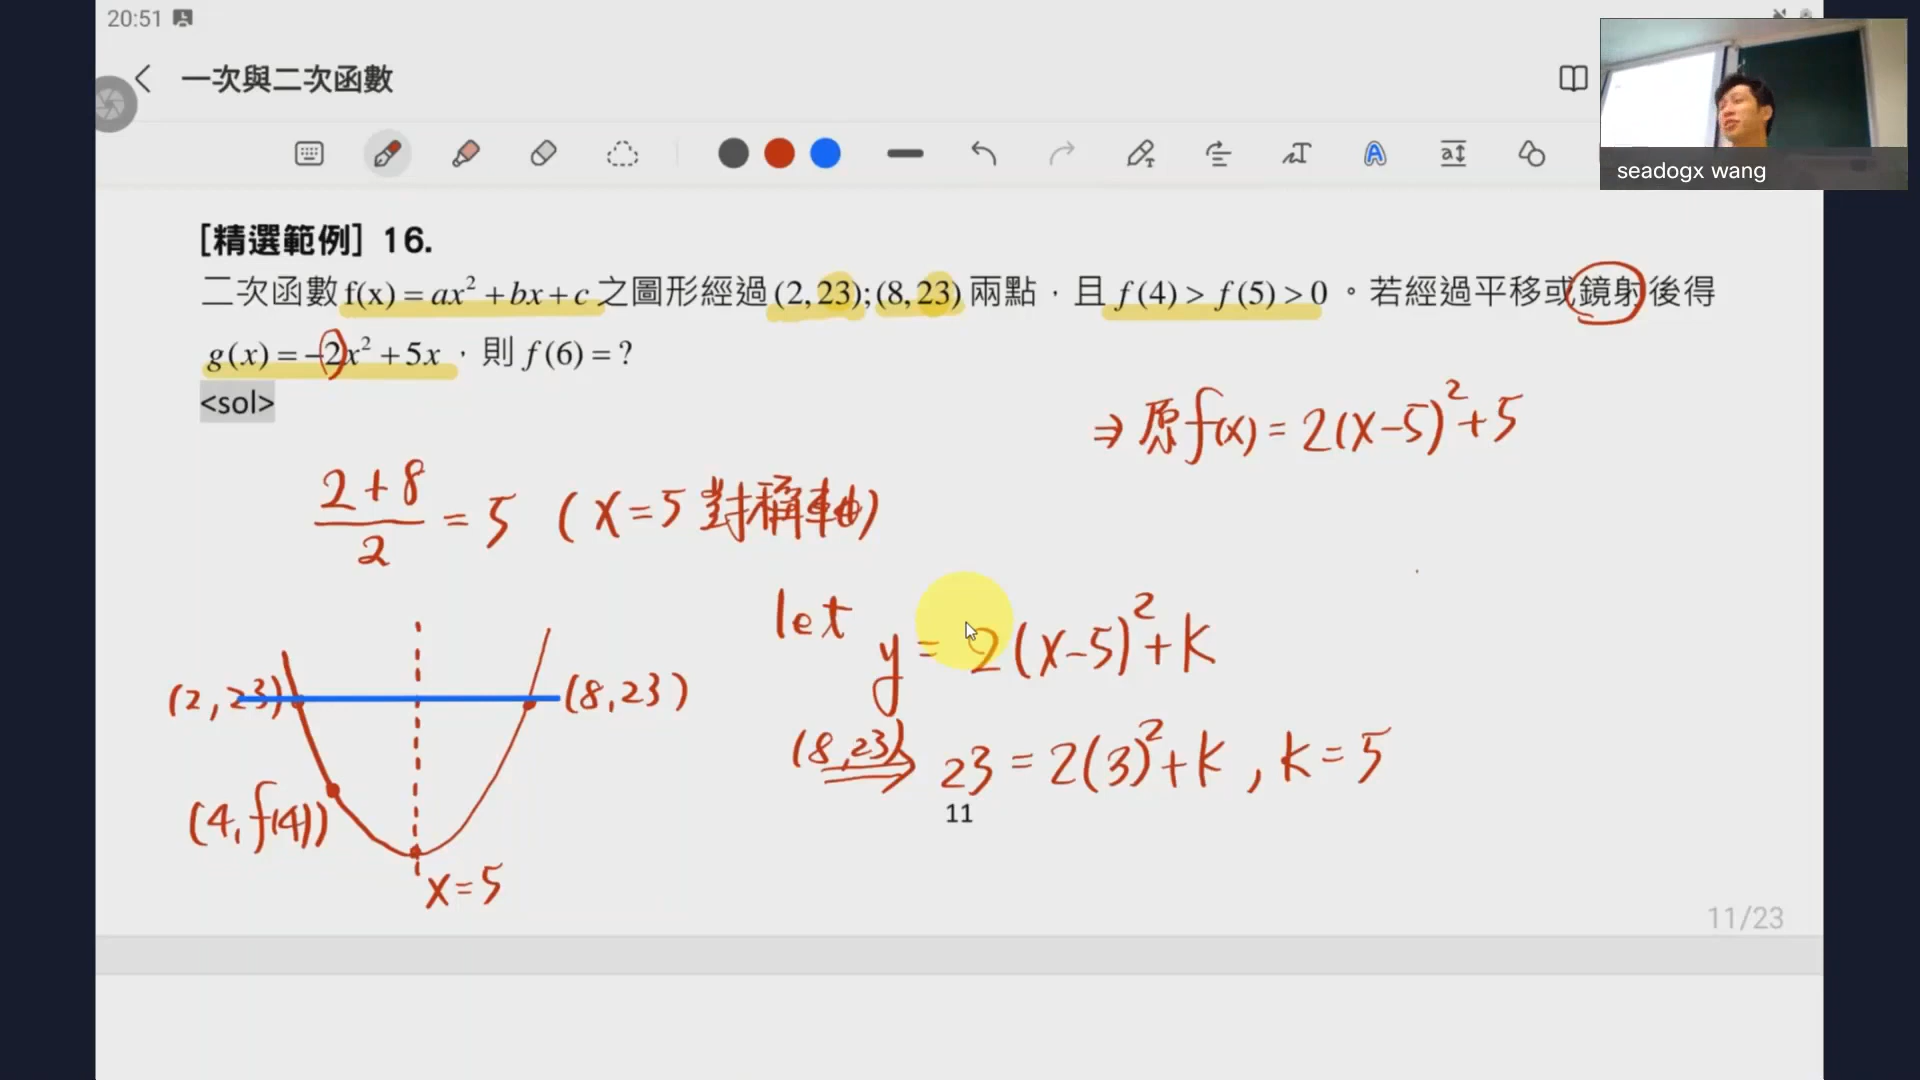 20:51
一次與二次函數
seadogx wang
[精選範例] 16.
二次函數 f(x) = ax² + bx + c 之圖形經過 (2, 23); (8, 23) 兩點，且 f(4) > f(5) > 0。若經過平移或鏡射後得
g(x) = −2x² + 5x，則 f(6) = ?
<sol>
⇒ 原 f(x) = 2(x−5)² + 5
(2+8)/2 = 5 (x=5 對稱軸)
let y = 2(x−5)² + k
(2, 23)
(8, 23)
(8, 23) ⇒ 23 = 2(3)² + k, k = 5
11
(4, f(4))
x=5
11/23